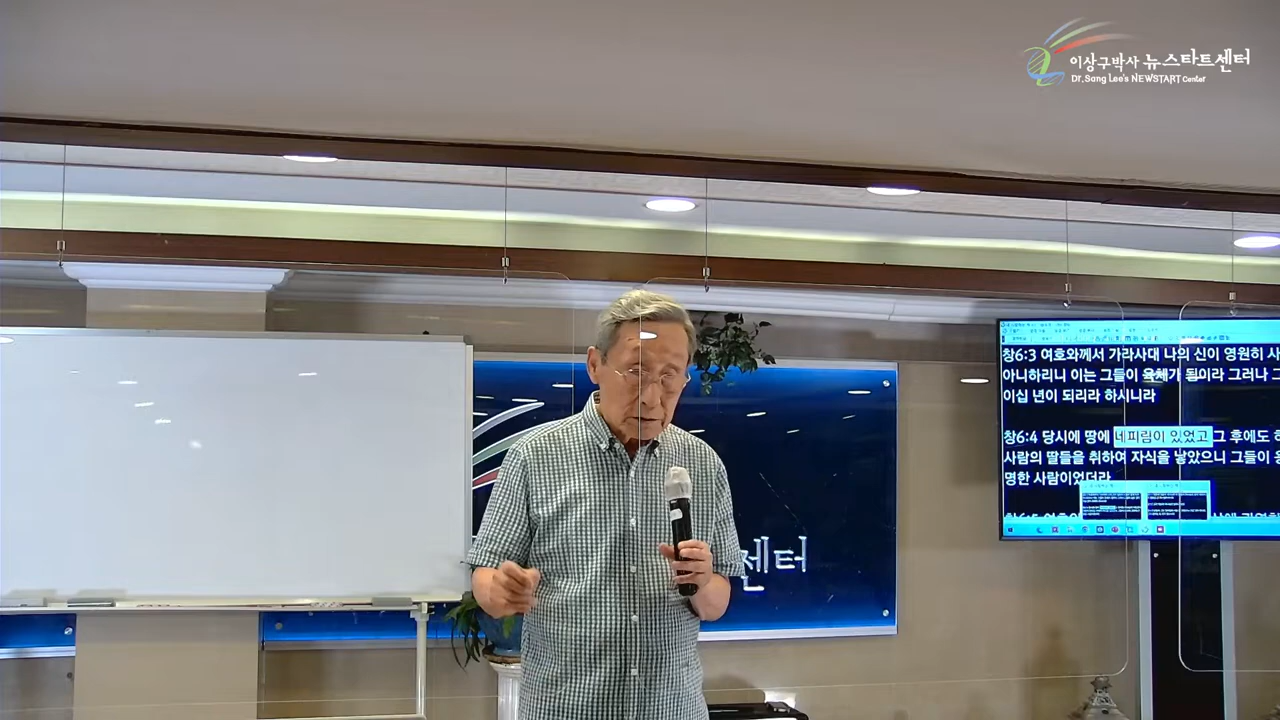 이상구박사 뉴스타트센터
Dr. Sang Lee's NEWSTART Center
창6:3 여호와께서 가라사대 나의 신이 영원히 사
아니하리니 이는 그들이 육체가 됨이라 그러나 그
이십 년이 되리라 하시니라
창6:4 당시에 땅에 네피림이 있었고 그 후에도 하
사람의 딸들을 취하여 자식을 낳았으니 그들이 용
명한 사람이었더라
센터